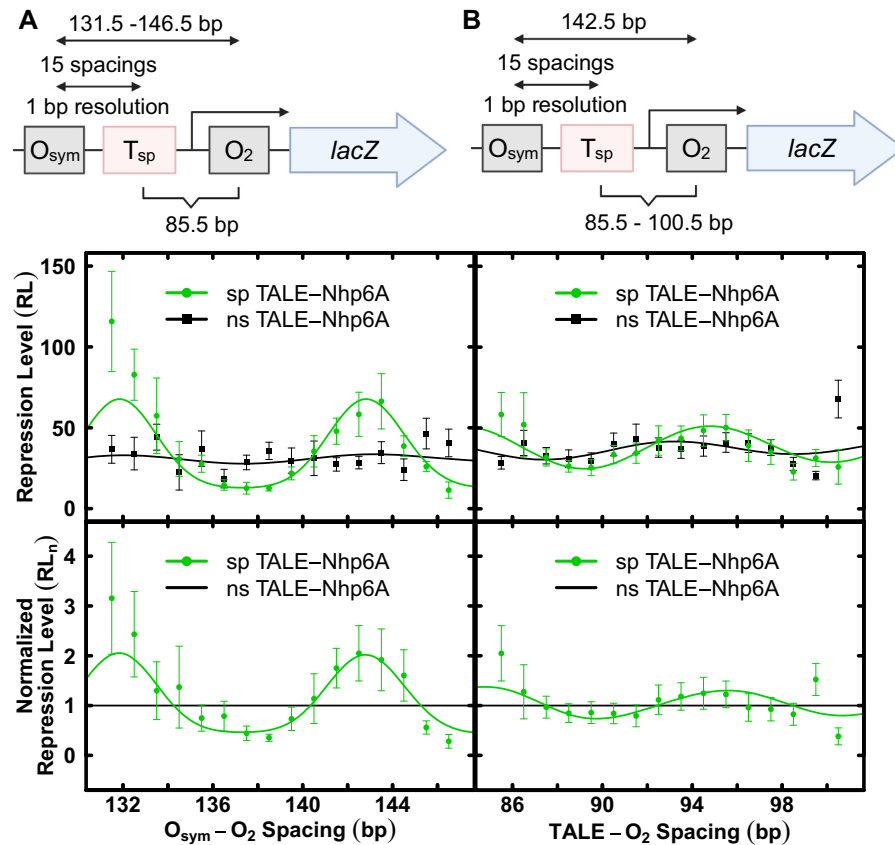 A
131.5 -146.5 bp
15 spacings
1 bp resolution
Osym
Tsp
O2
lacZ
85.5 bp
B
142.5 bp
15 spacings
1 bp resolution
Osym
Tsp
O2
lacZ
85.5 - 100.5 bp
Repression Level (RL)
150
100
50
0
sp TALE–Nhp6A
ns TALE–Nhp6A
sp TALE–Nhp6A
ns TALE–Nhp6A
Normalized
Repression Level (RLn)
4
3
2
1
0
sp TALE–Nhp6A
ns TALE–Nhp6A
sp TALE–Nhp6A
ns TALE–Nhp6A
132 136 140 144
Osym – O2 Spacing (bp)
86 90 94 98
TALE – O2 Spacing (bp)